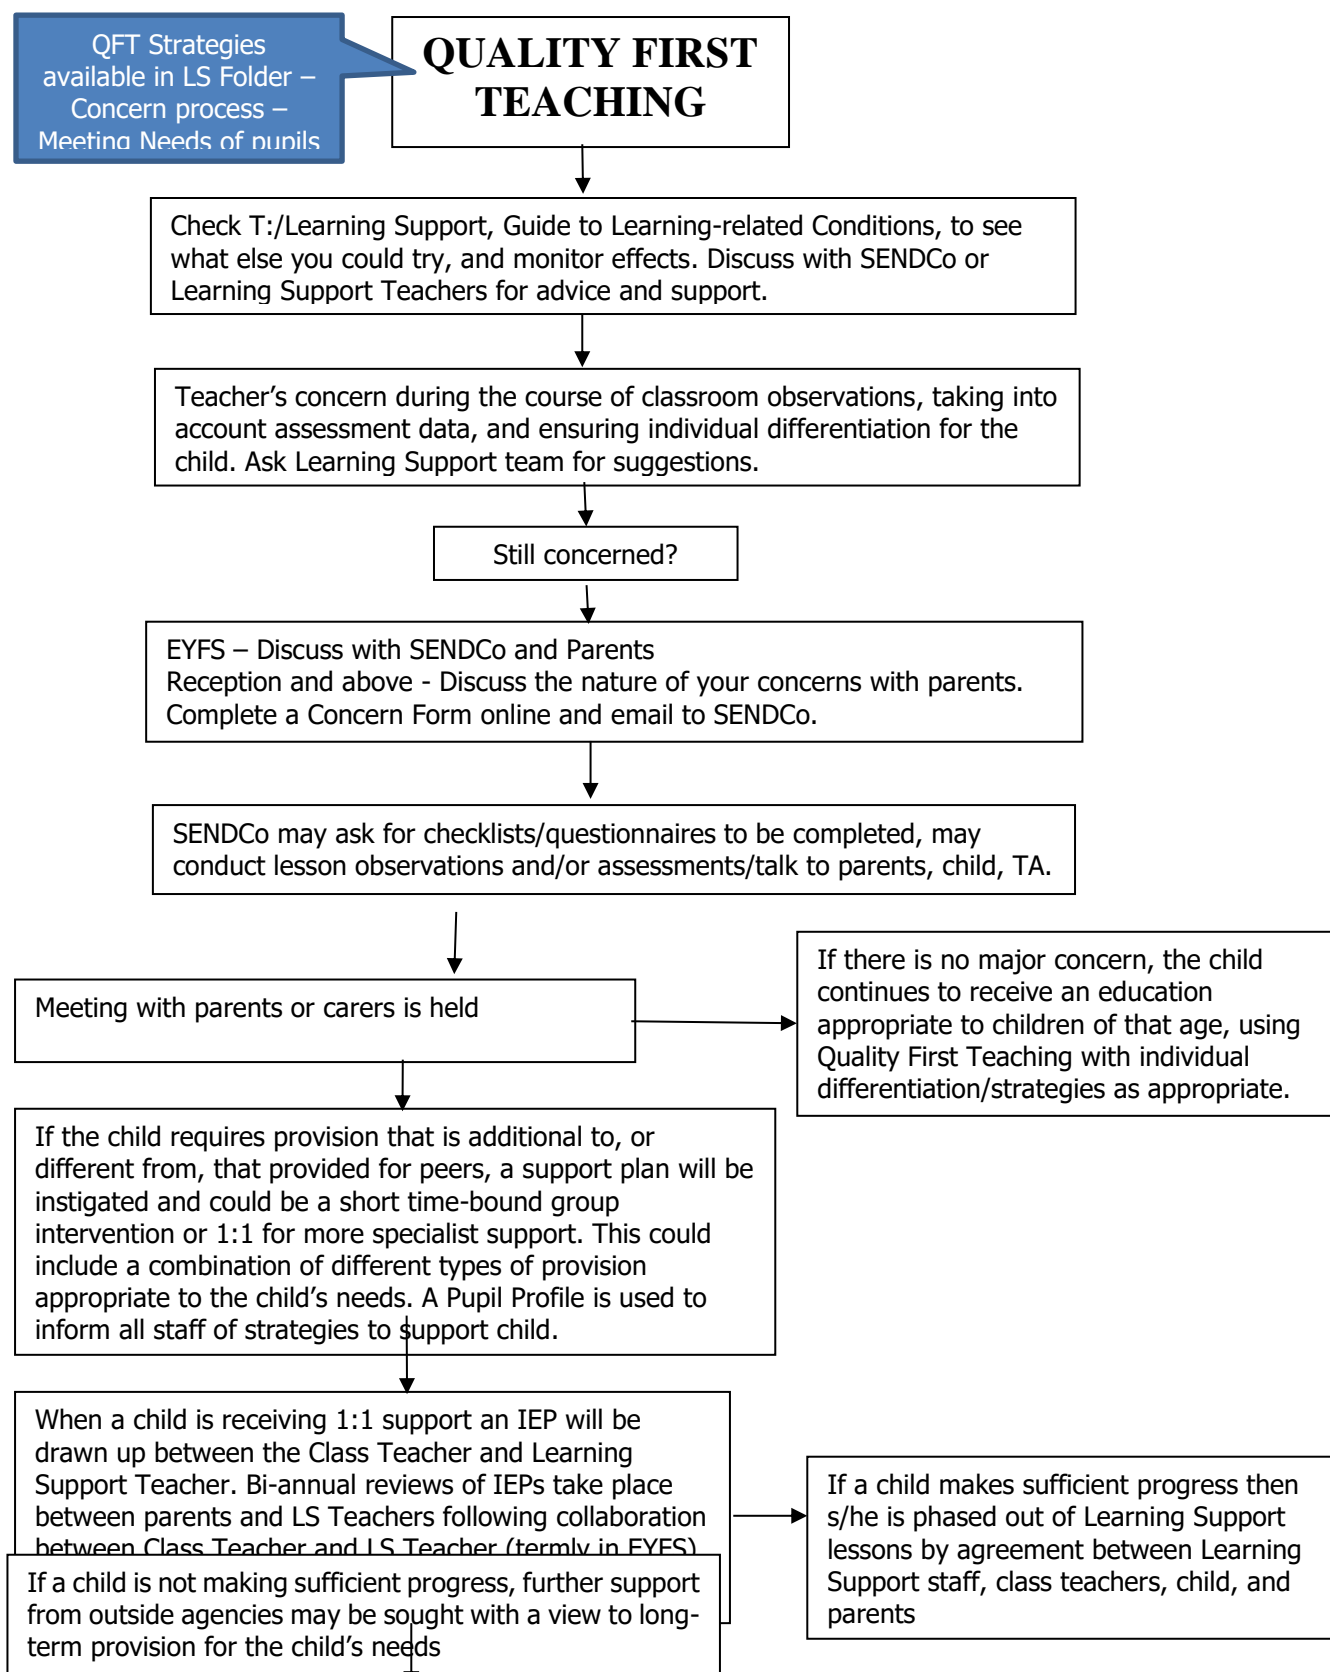 QFT Strategies
available in LS Folder –
Concern process –
Meeting Needs of pupils
QUALITY FIRST
TEACHING
Check T:/Learning Support, Guide to Learning-related Conditions, to see
what else you could try, and monitor effects. Discuss with SENDCo or
Learning Support Teachers for advice and support.
Teacher’s concern during the course of classroom observations, taking into
account assessment data, and ensuring individual differentiation for the
child. Ask Learning Support team for suggestions.
Still concerned?
EYFS – Discuss with SENDCo and Parents
Reception and above - Discuss the nature of your concerns with parents.
Complete a Concern Form online and email to SENDCo.
SENDCo may ask for checklists/questionnaires to be completed, may
conduct lesson observations and/or assessments/talk to parents, child, TA.
Meeting with parents or carers is held
If there is no major concern, the child
continues to receive an education
appropriate to children of that age, using
Quality First Teaching with individual
differentiation/strategies as appropriate.
If the child requires provision that is additional to, or
different from, that provided for peers, a support plan will be
instigated and could be a short time-bound group
intervention or 1:1 for more specialist support. This could
include a combination of different types of provision
appropriate to the child’s needs. A Pupil Profile is used to
inform all staff of strategies to support child.
When a child is receiving 1:1 support an IEP will be
drawn up between the Class Teacher and Learning
Support Teacher. Bi-annual reviews of IEPs take place
between parents and LS Teachers following collaboration
between Class Teacher and LS Teacher (termly in EYFS)
If a child makes sufficient progress then
s/he is phased out of Learning Support
lessons by agreement between Learning
Support staff, class teachers, child, and
parents
If a child is not making sufficient progress, further support
from outside agencies may be sought with a view to long-
term provision for the child’s needs